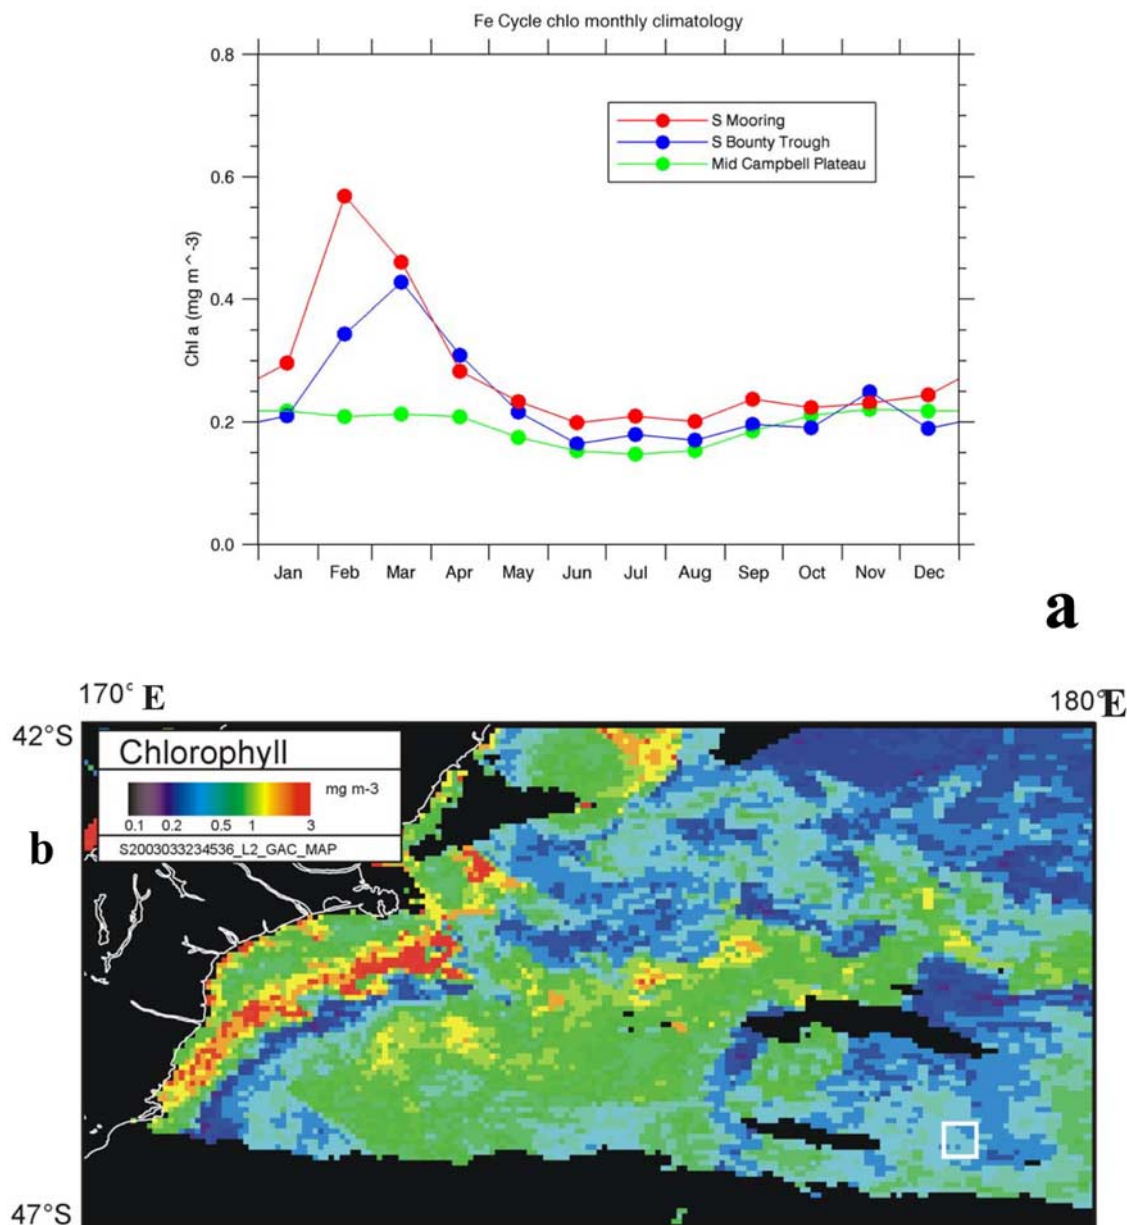 Fe Cycle chlo monthly climatology
0.8
0.6
0.4
0.2
0.0
Chl a (mg m ^ -3)
S Mooring
S Bounty Trough
Mid Campbell Plateau
Jan Feb Mar Apr May Jun Jul Aug Sep Oct Nov Dec
a
170° E 180°E
42°S
Chlorophyll
mg m-3
0.1 0.2 0.5 1 3
S2003033234536_L2_GAC_MAP
b
47°S